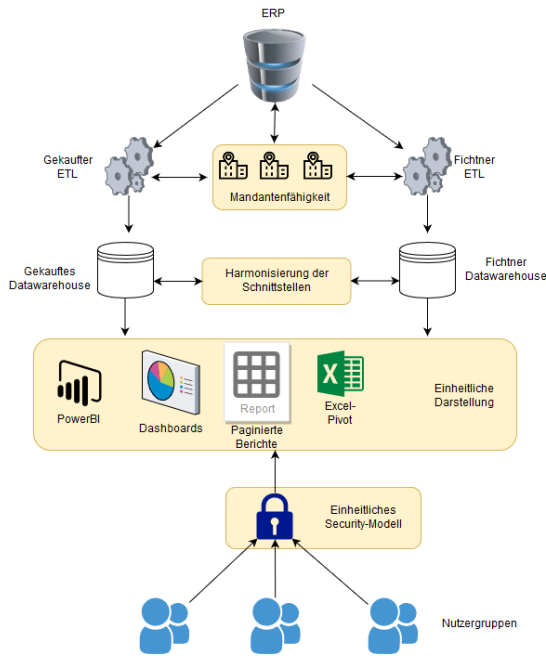 ERP
Gekaufter
ETL
Fichtner
ETL
Mandantenfähigkeit
Gekauftes
Datawarehouse
Harmonisierung der
Schnittstellen
Fichtner
Datawarehouse
PowerBI
Dashboards
Report
Paginierte
Berichte
X
Excel-
Pivot
Einheitliche
Darstellung
Einheitliches
Security-Modell
Nutzergruppen